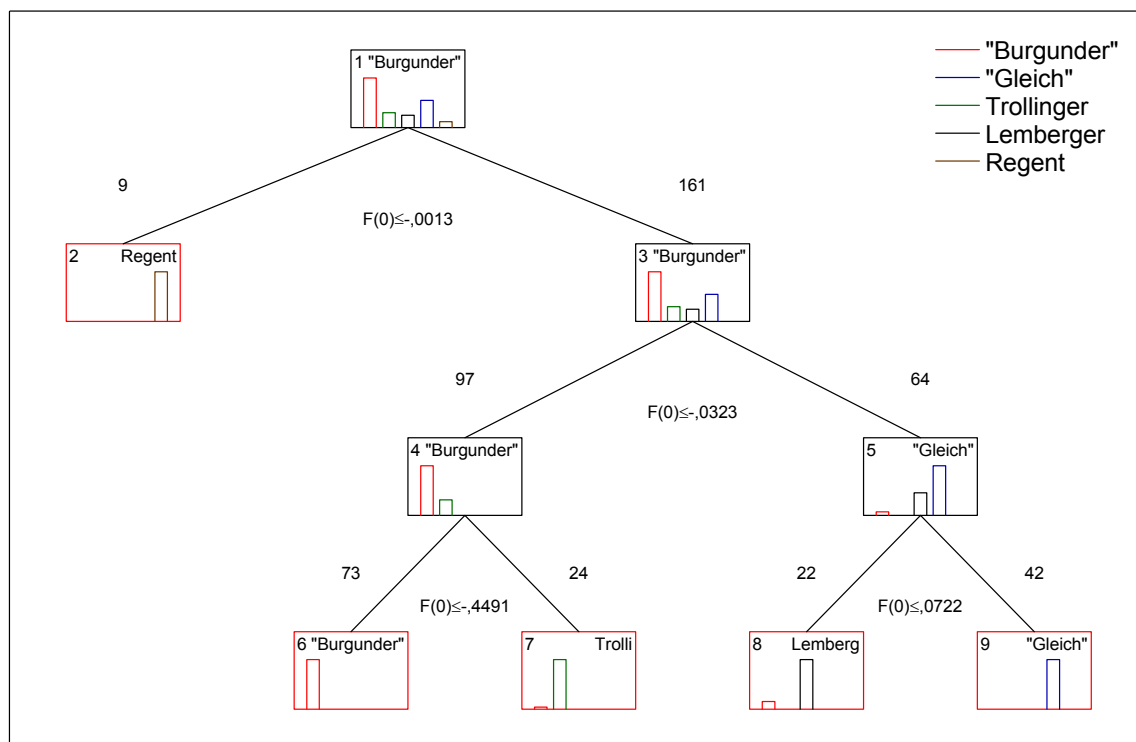 1 "Burgunder"
"Burgunder"
"Gleich"
Trollinger
Lemberger
Regent
9
161
F(0)≤-,0013
2 Regent
3 "Burgunder"
97
64
F(0)≤-,0323
4 "Burgunder"
5 "Gleich"
73
24
22
42
F(0)≤-,4491
F(0)≤,0722
6 "Burgunder"
7 Trolli
8 Lemberg
9 "Gleich"